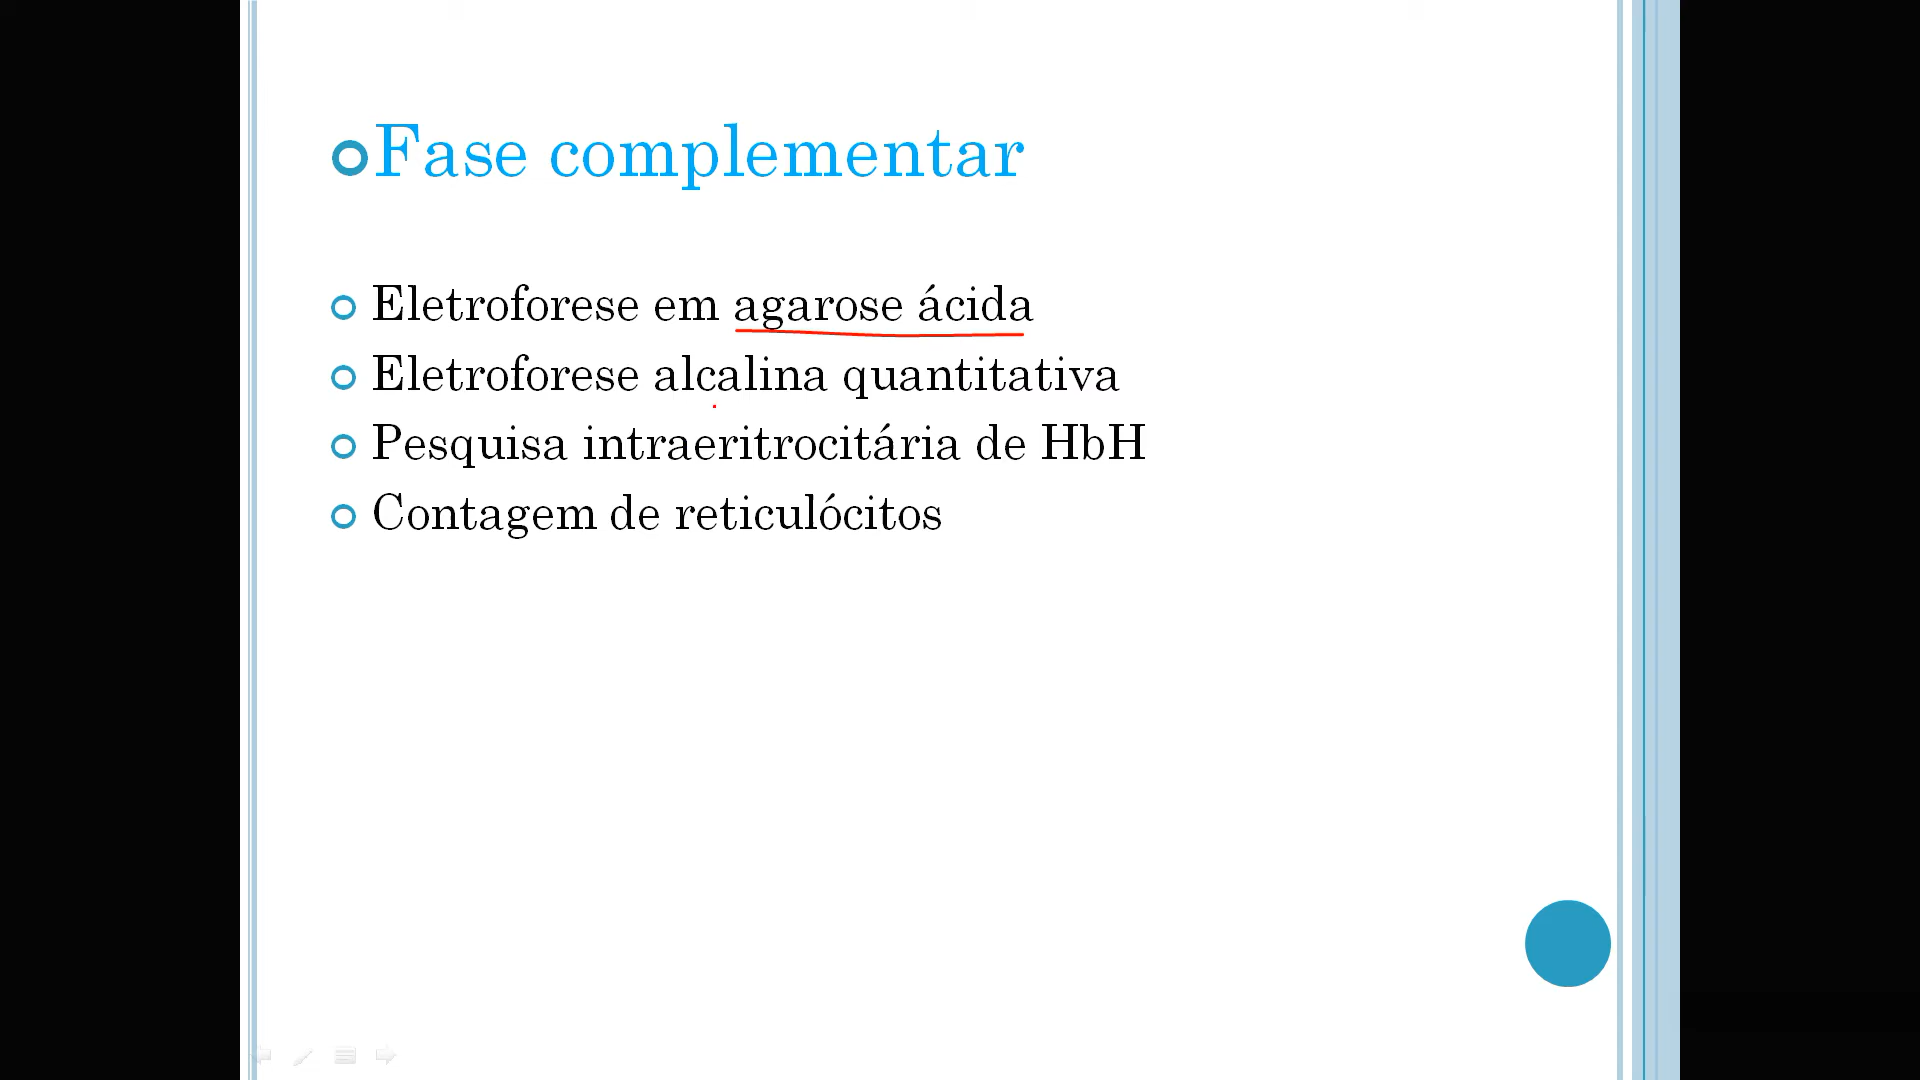 Fase complementar
Eletroforese em agarose ácida
Eletroforese alcalina quantitativa
Pesquisa intraeritrocitária de HbH
Contagem de reticulócitos